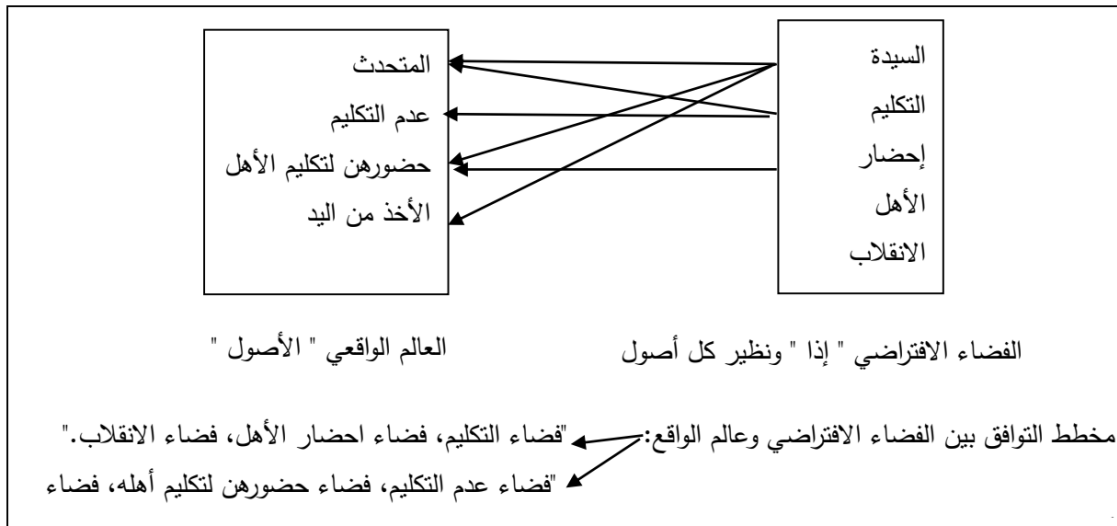 السيدة
التكليم
إحضار
الأهل
الانقلاب
المتحدث
عدم التكليم
حضورهن لتكليم الأهل
الأخذ من اليد
الفضاء الافتراضي " إذا " ونظير كل أصول
العالم الواقعي " الأصول "
مخطط التوافق بين الفضاء الافتراضي وعالم الواقع: "فضاء التكليم، فضاء احضار الأهل، فضاء الانقلاب."
"فضاء عدم التكليم، فضاء حضورهن لتكليم أهله، فضاء